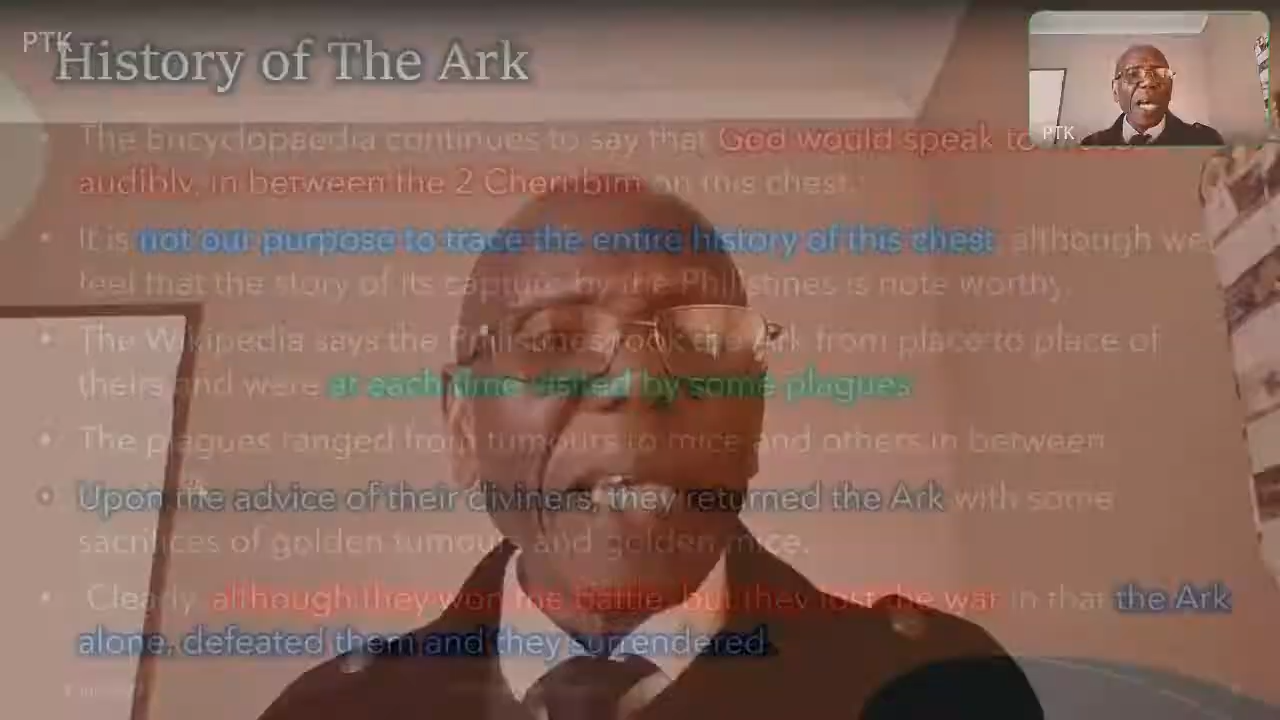 PTK
History of The Ark
PTK
• The Encyclopaedia continues to say that God would speak to
audibly, in between the 2 Cherubim on this chest.
• It is not our purpose to trace the entire history of this chest, although we
feel that the story of its capture by the Philistines is note worthy.
• The Wikipedia says the Philistines took the Ark from place to place of
theirs and were at each time visited by some plagues
• The plagues ranged from tumours to mice and others in between
• Upon the advice of their diviners, they returned the Ark with some
sacrifices of golden tumours and golden mice.
• Clearly, although they won the battle, but they lost the war in that the Ark
alone, defeated them and they surrendered